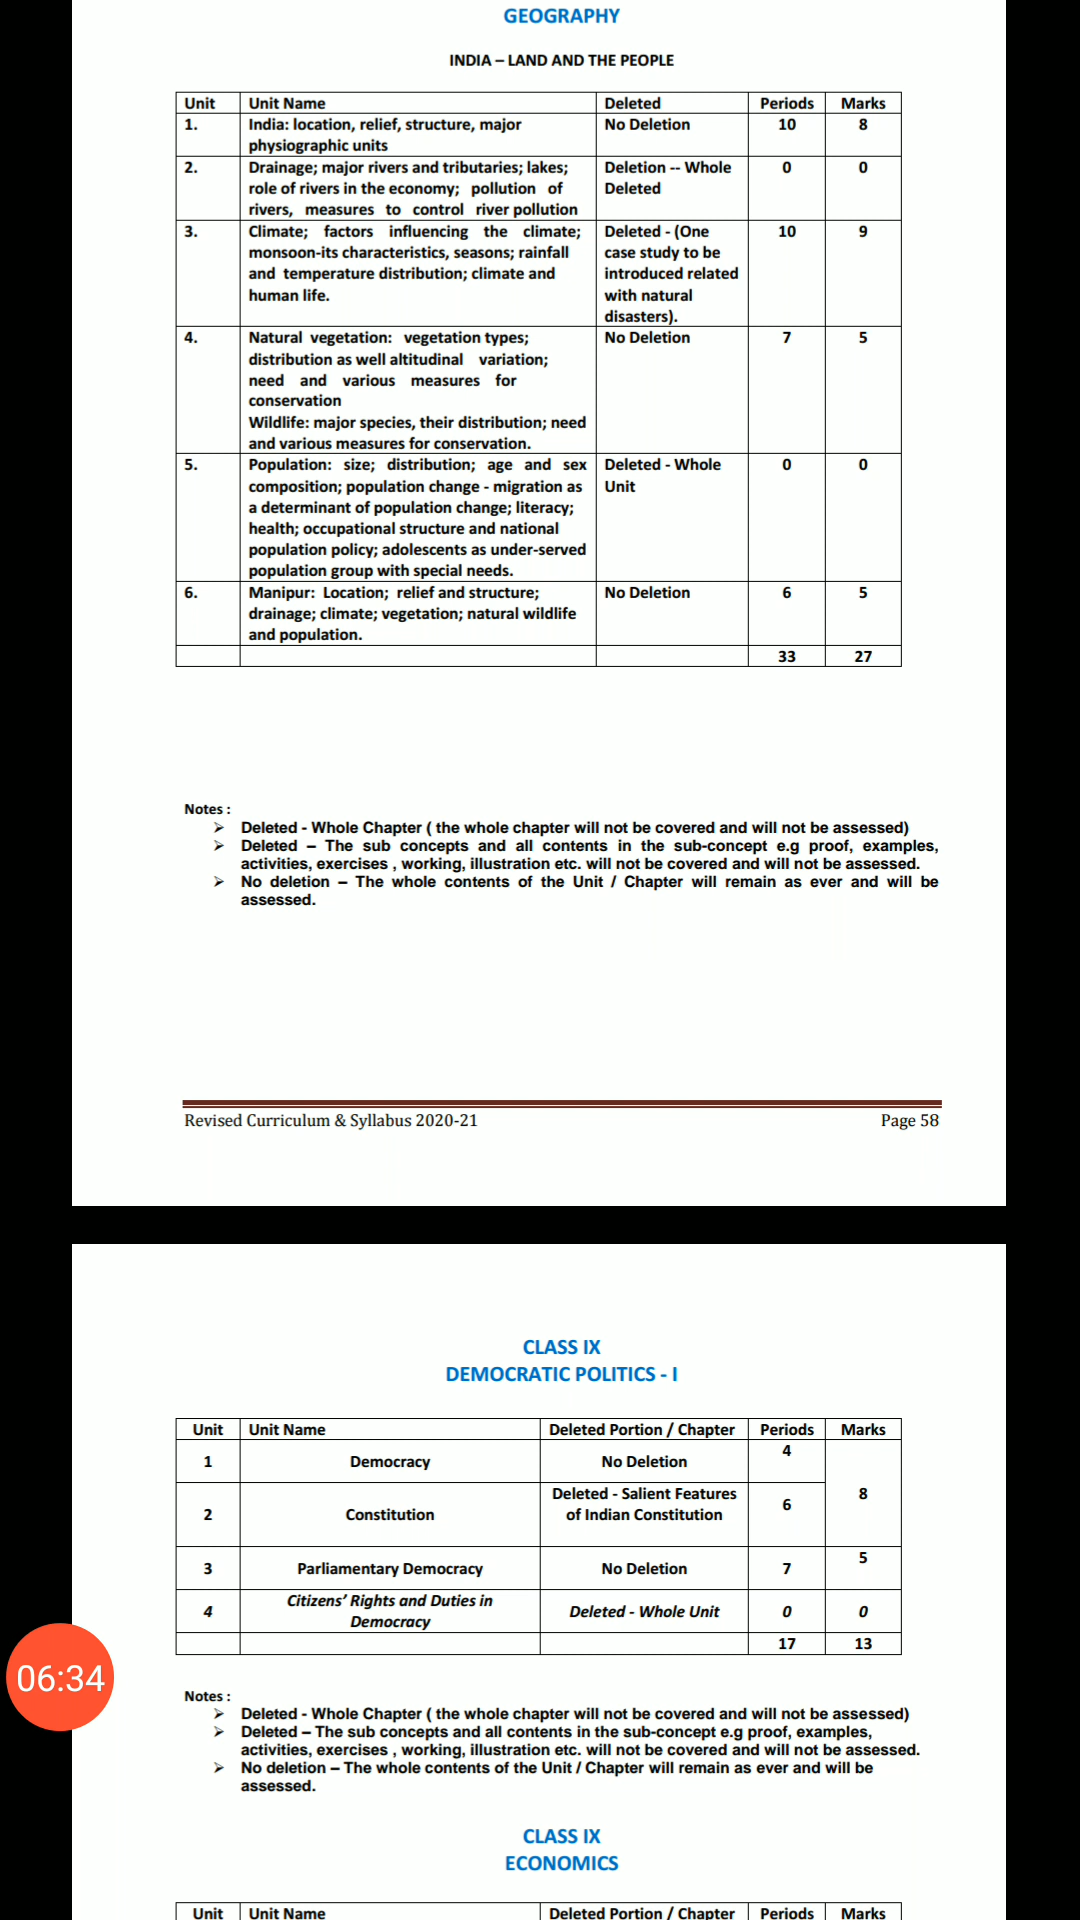 GEOGRAPHY
INDIA – LAND AND THE PEOPLE
Unit Unit Name Deleted Periods Marks
1. India: location, relief, structure, major No Deletion 10 8
physiographic units
2. Drainage; major rivers and tributaries; lakes; Deletion -- Whole 0 0
role of rivers in the economy; pollution of Deleted
rivers, measures to control river pollution
3. Climate; factors influencing the climate; Deleted - (One 10 9
monsoon-its characteristics, seasons; rainfall case study to be
and temperature distribution; climate and introduced related
human life. with natural
disasters).
4. Natural vegetation: vegetation types; No Deletion 7 5
distribution as well altitudinal variation;
need and various measures for
conservation
Wildlife: major species, their distribution; need
and various measures for conservation.
5. Population: size; distribution; age and sex Deleted - Whole 0 0
composition; population change - migration as Unit
a determinant of population change; literacy;
health; occupational structure and national
population policy; adolescents as under-served
population group with special needs.
6. Manipur: Location; relief and structure; No Deletion 6 5
drainage; climate; vegetation; natural wildlife
and population.
33 27
Notes :
➢ Deleted - Whole Chapter ( the whole chapter will not be covered and will not be assessed)
➢ Deleted – The sub concepts and all contents in the sub-concept e.g proof, examples,
activities, exercises , working, illustration etc. will not be covered and will not be assessed.
➢ No deletion – The whole contents of the Unit / Chapter will remain as ever and will be
assessed.
Revised Curriculum & Syllabus 2020-21 Page 58
CLASS IX
DEMOCRATIC POLITICS - I
Unit Unit Name Deleted Portion / Chapter Periods Marks
1 Democracy No Deletion 4
8
2 Constitution Deleted - Salient Features 6
of Indian Constitution
3 Parliamentary Democracy No Deletion 7 5
4 Citizens' Rights and Duties in Deleted - Whole Unit 0 0
Democracy
17 13
06:34
Notes :
➢ Deleted - Whole Chapter ( the whole chapter will not be covered and will not be assessed)
➢ Deleted – The sub concepts and all contents in the sub-concept e.g proof, examples,
activities, exercises , working, illustration etc. will not be covered and will not be assessed.
➢ No deletion – The whole contents of the Unit / Chapter will remain as ever and will be
assessed.
CLASS IX
ECONOMICS
Unit Unit Name Deleted Portion / Chapter Periods Marks